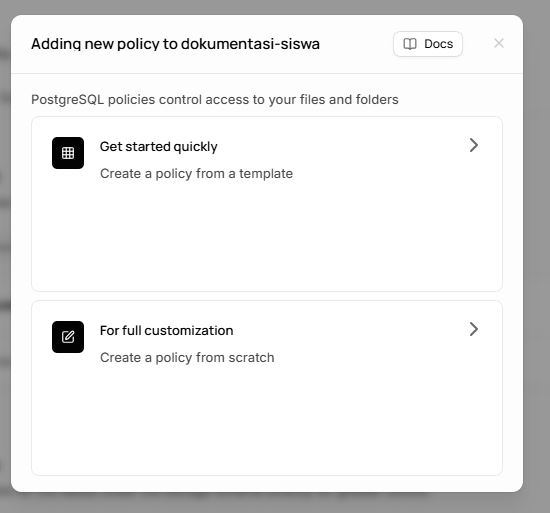 Adding new policy to dokumentasi-siswa
Docs
PostgreSQL policies control access to your files and folders
Get started quickly
Create a policy from a template
For full customization
Create a policy from scratch